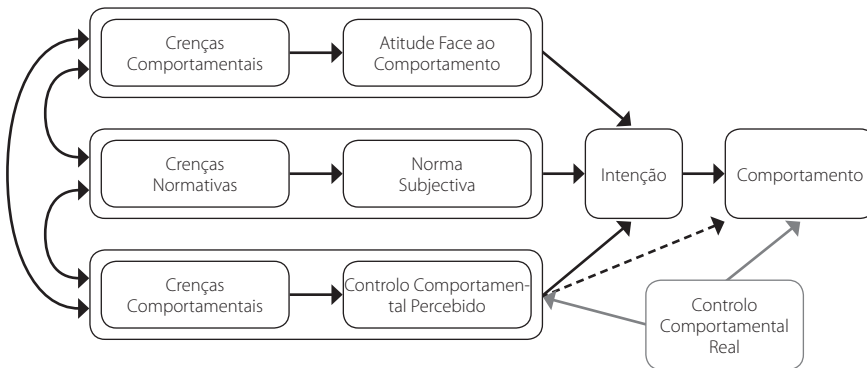 Crenças
Comportamentais
Atitude Face ao
Comportamento
Crenças
Normativas
Norma
Subjectiva
Intenção
Comportamento
Crenças
Comportamentais
Controlo Comportamen-
tal Percebido
Controlo
Comportamental
Real